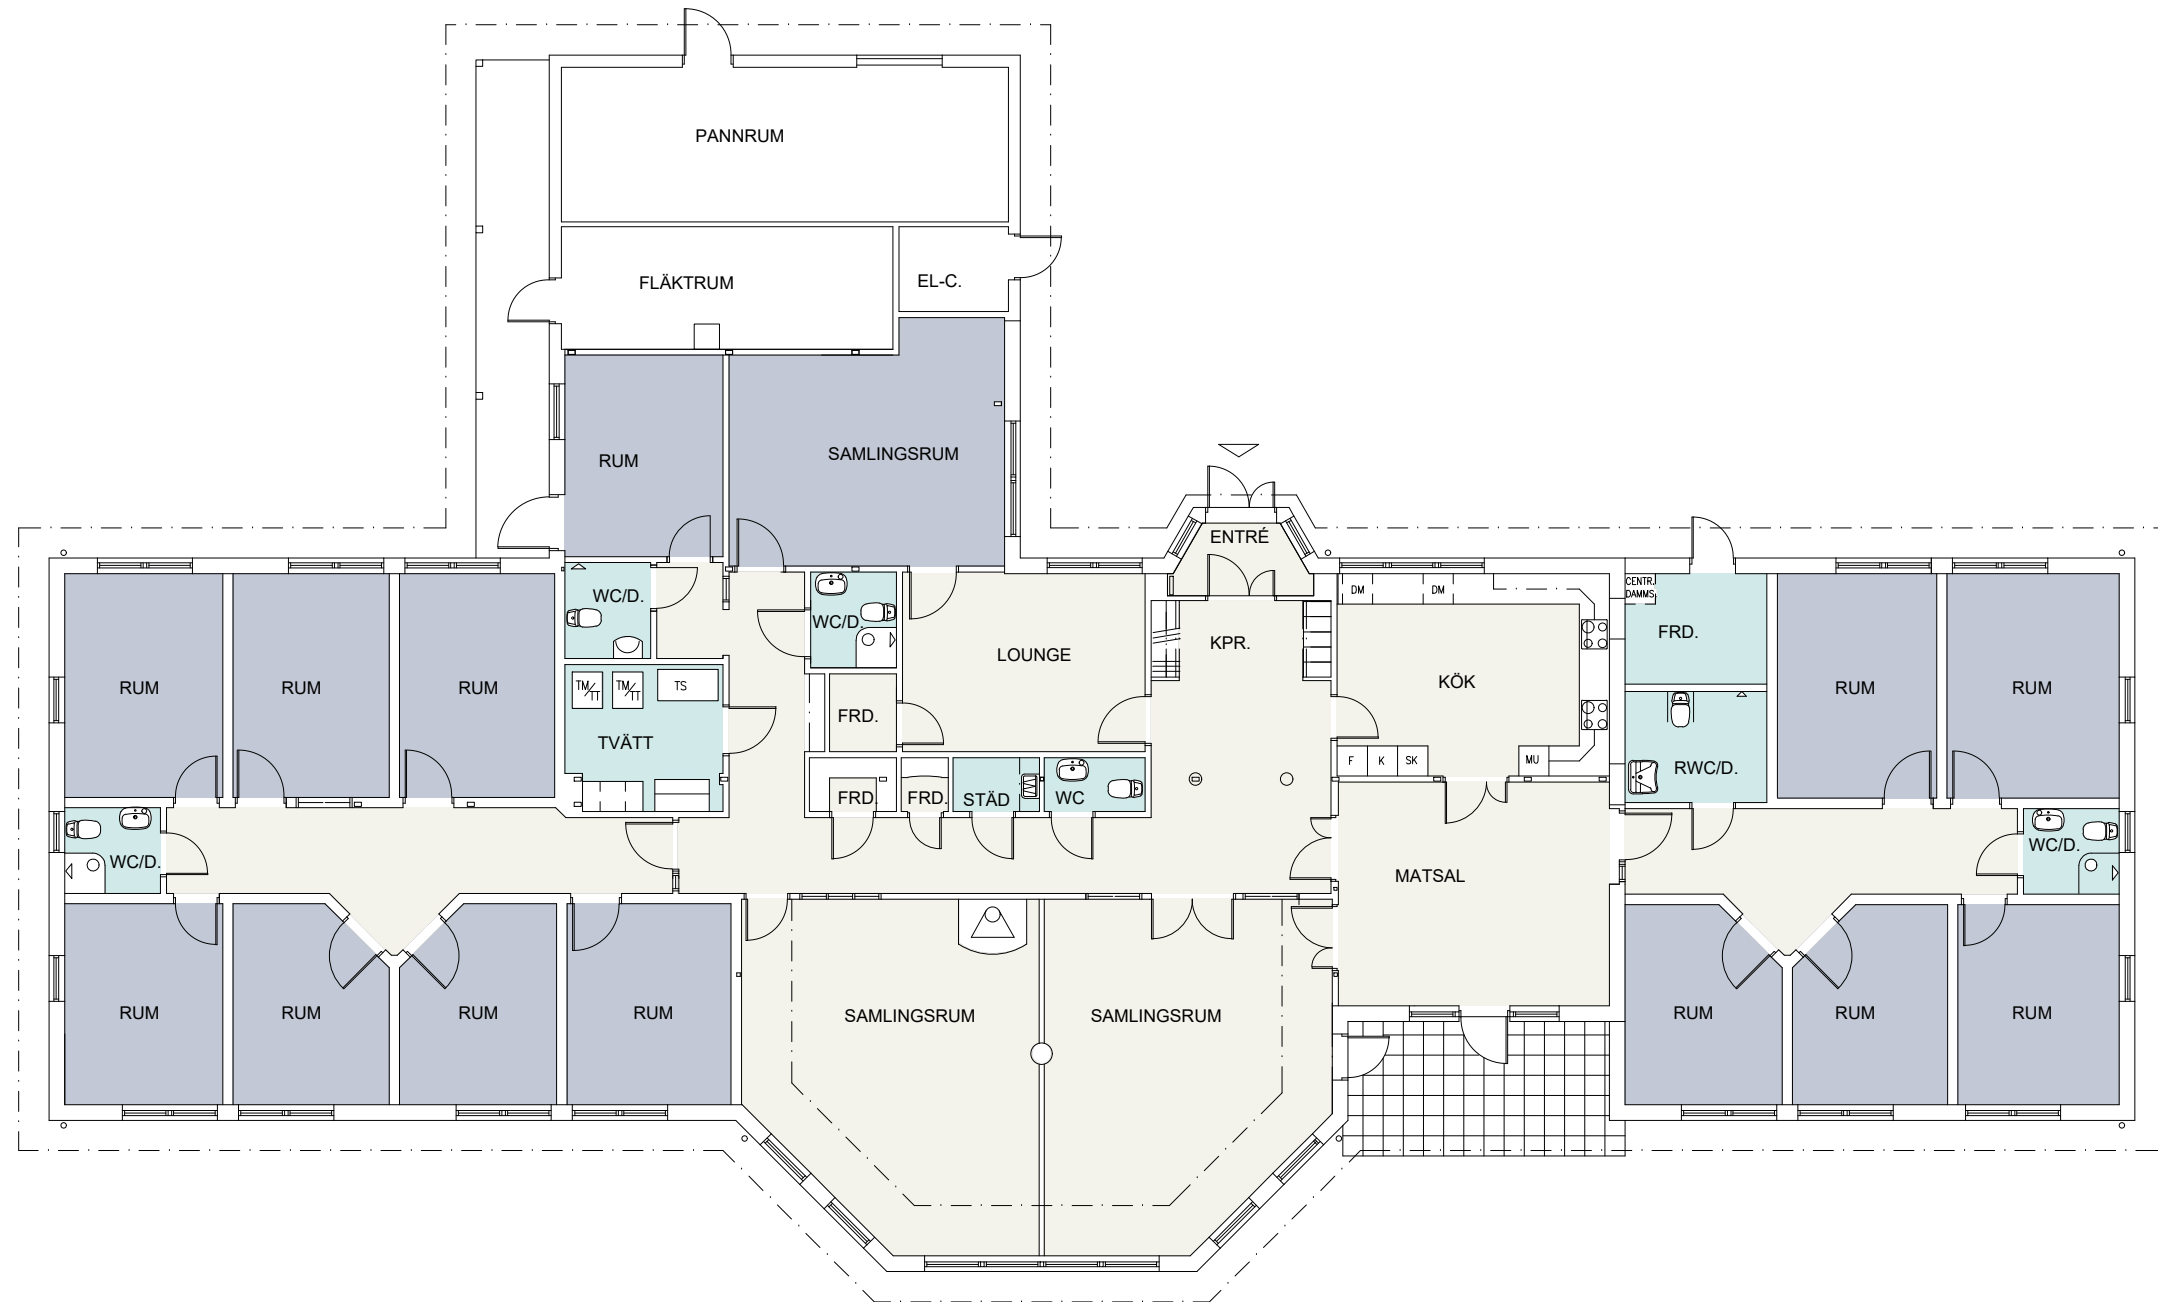 PANNRUM
FLÄKTRUM
EL-C.
RUM
SAMLINGSRUM
ENTRÉ
WC/D.
WC/D.
DM
DM
CENTR.
DAMMS.
FRD.
KPR.
LOUNGE
KÖK
RUM
RUM
RUM
TM/TT
TM/TT
TS
RUM
RUM
FRD.
TVÄTT
F
K
SK
MU
RWC/D.
FRD.
FRD.
STÄD
WC
WC/D.
MATSAL
WC/D.
RUM
RUM
RUM
RUM
SAMLINGSRUM
SAMLINGSRUM
RUM
RUM
RUM